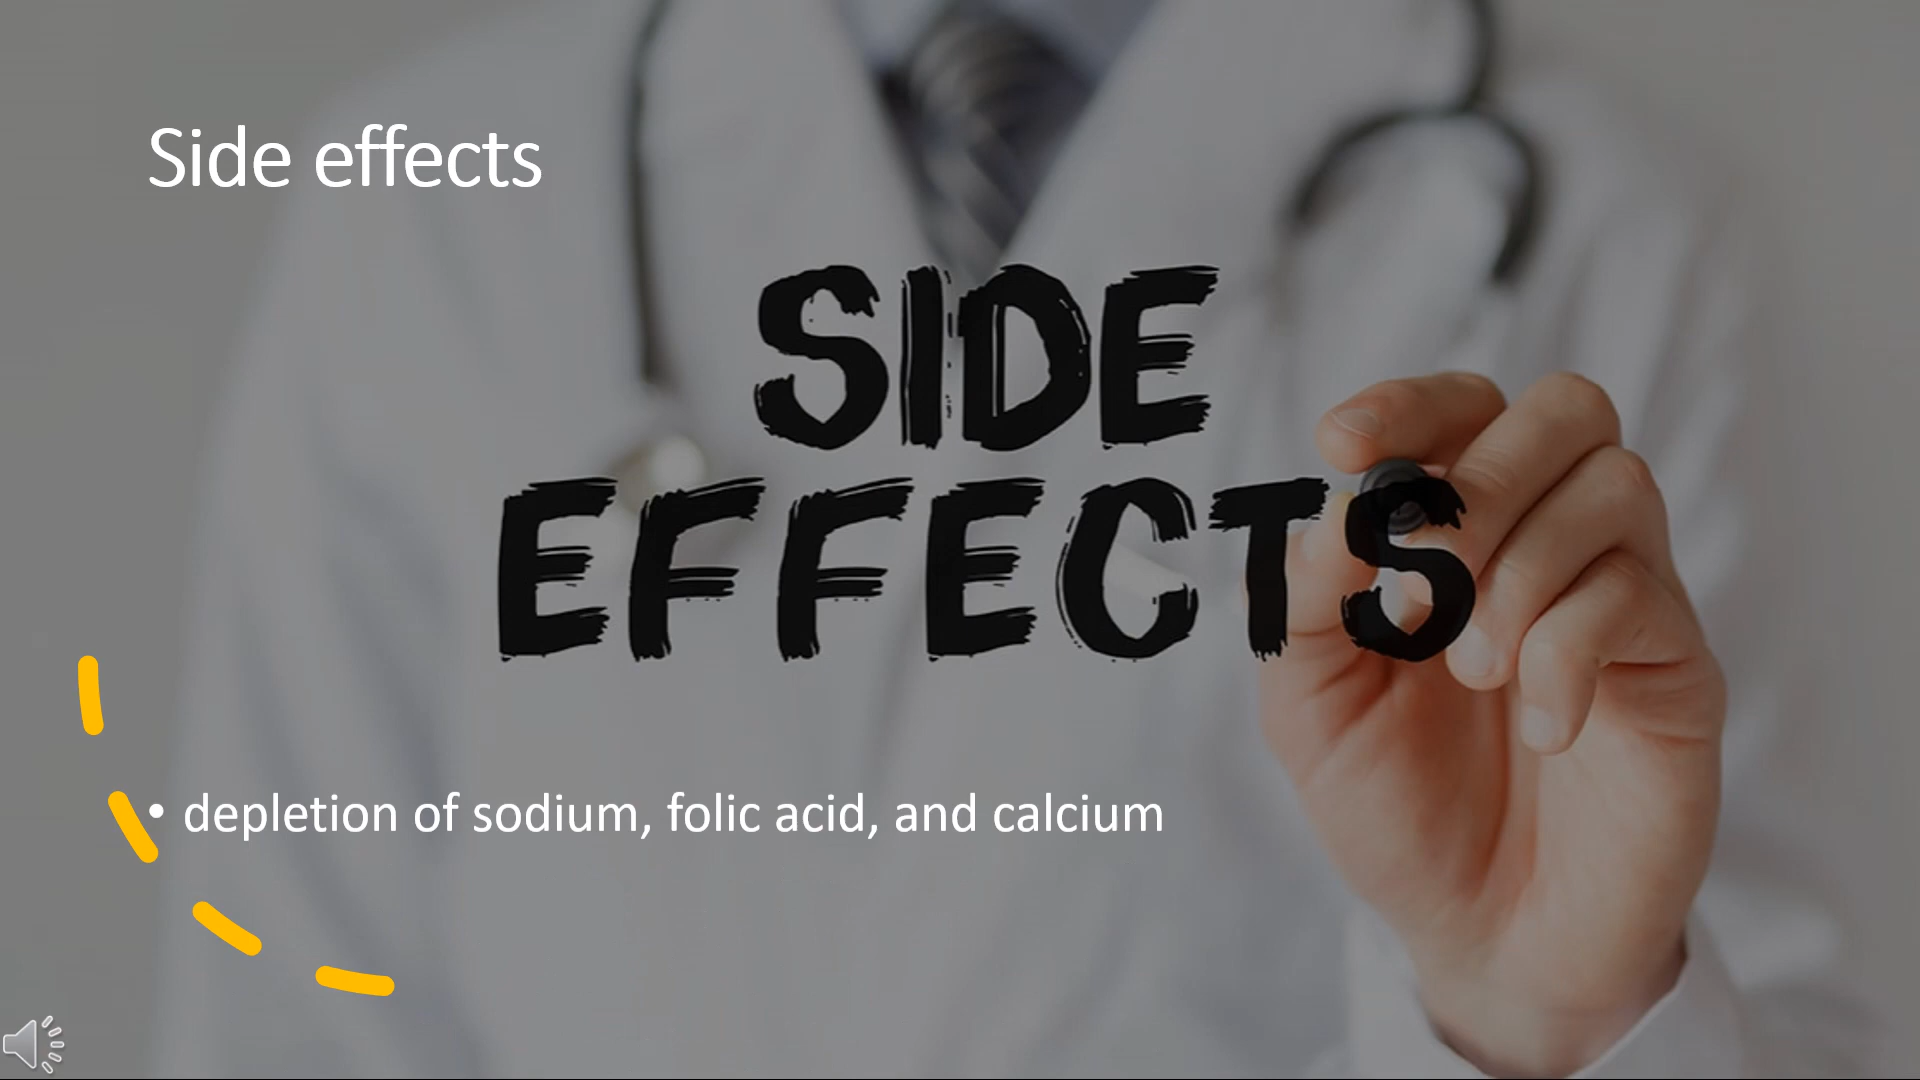 Side effects
SIDE
EFFECTS
• depletion of sodium, folic acid, and calcium